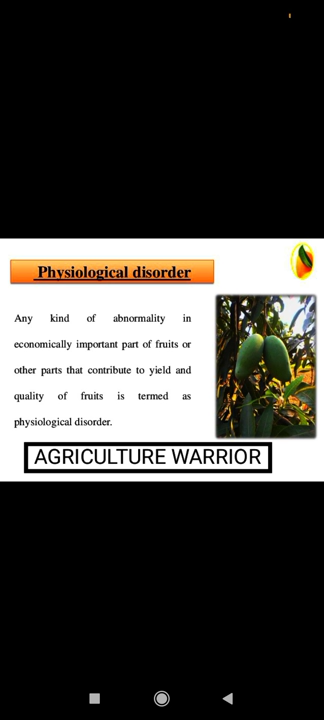 Physiological disorder
Any kind of abnormality in
economically important part of fruits or
other parts that contribute to yield and
quality of fruits is termed as
physiological disorder.
AGRICULTURE WARRIOR